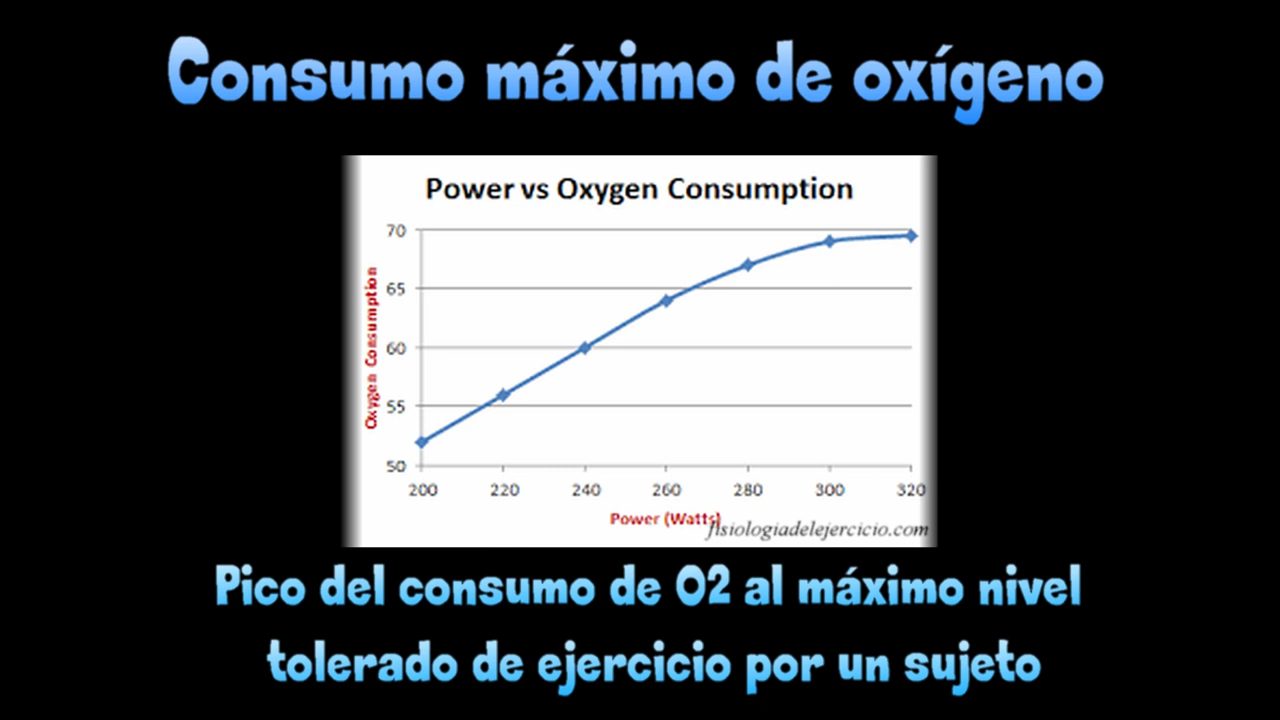 Consumo máximo de oxígeno
Power vs Oxygen Consumption
70
65
60
55
50
Oxygen Consumption
200 220 240 260 280 300 320
Power (Watts)
fisiologiadelejercicio.com
Pico del consumo de O2 al máximo nivel
tolerado de ejercicio por un sujeto